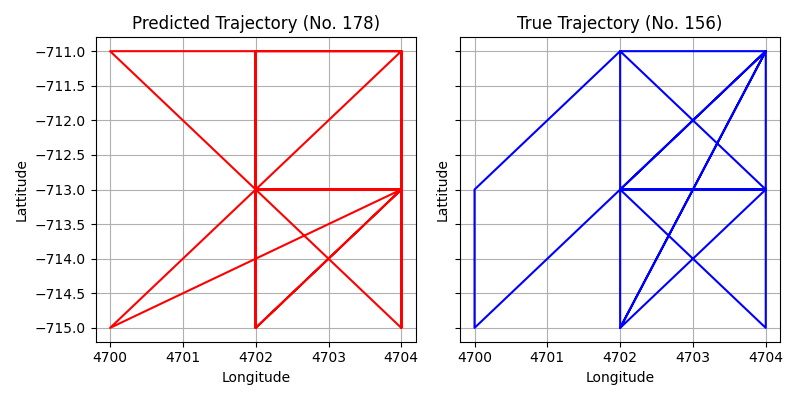 Predicted Trajectory (No. 178)
True Trajectory (No. 156)
−711.0
−711.5
−712.0
−712.5
−713.0
−713.5
−714.0
−714.5
−715.0
Lattitude
Lattitude
4700 4701 4702 4703 4704
4700 4701 4702 4703 4704
Longitude
Longitude